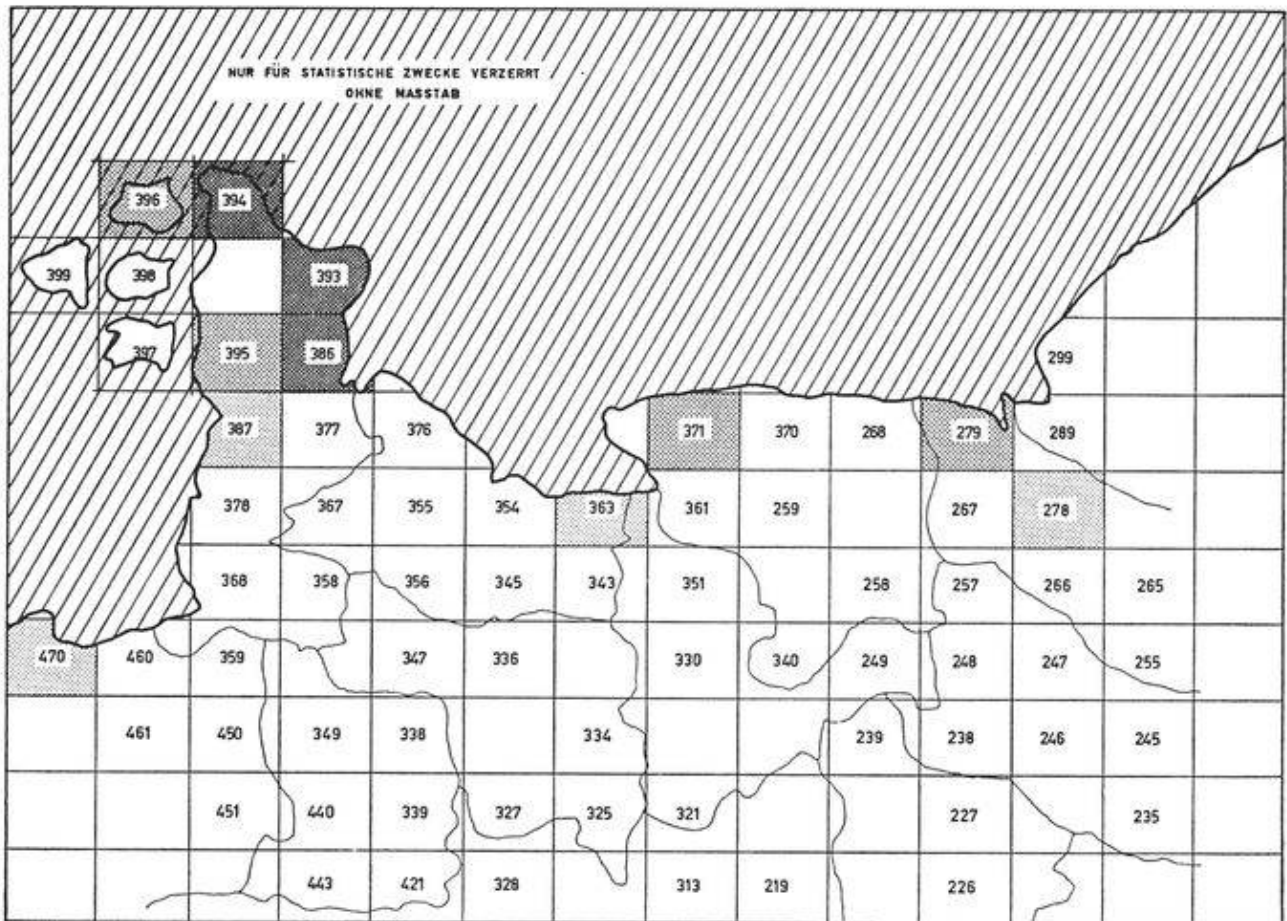 NUR FÜR STATISTISCHE ZWECKE VERZERRT
OHNE MASSTAB
396 394
399 398 393
397 395 386 299
387 377 376 371 370 268 279 289
378 367 355 354 363 361 259 267 278
368 358 356 345 343 351 258 257 266 265
470 460 359 347 336 330 340 249 248 247 255
461 450 349 338 334 239 238 246 245
451 440 339 327 325 321 227 235
443 421 328 313 219 226